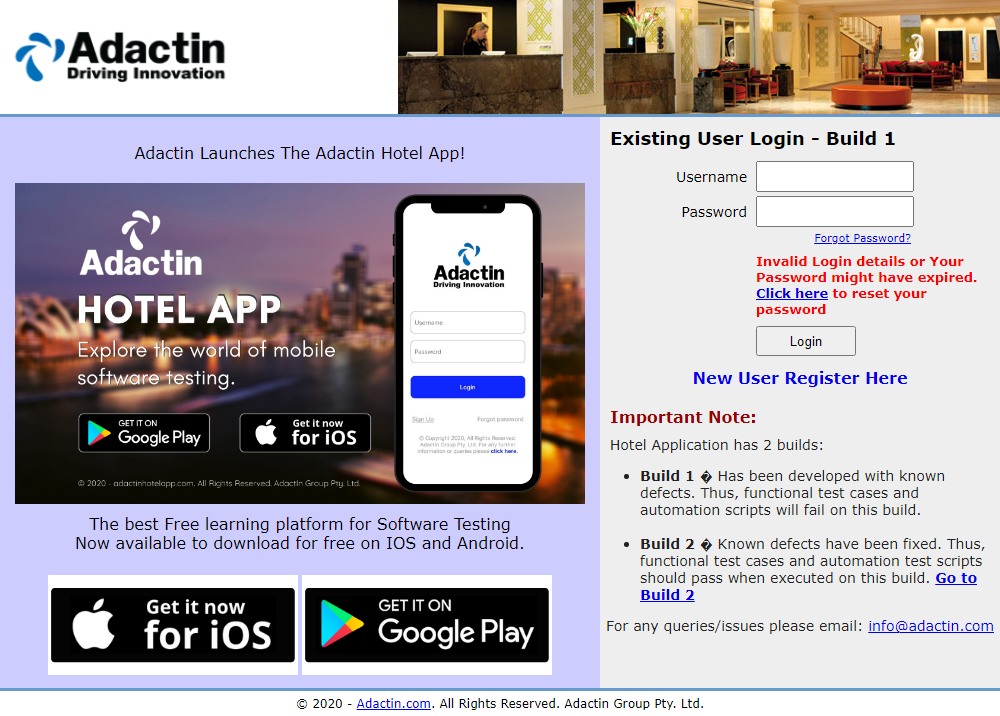 Adactin
Driving Innovation
Adactin Launches The Adactin Hotel App!
Adactin
HOTEL APP
Explore the world of mobile
software testing.
GET IT ON
Google Play
Get it now
for iOS
© 2020 - adactinhotelapp.com. All Rights Reserved. Adactin Group Pty. Ltd.
Adactin
Driving Innovation
Username
Password
Login
Sign Up
Forgot password
© Copyright 2020, All Rights Reserved.
Adactin Group Pty. Ltd. For any further
information or queries please click here.
The best Free learning platform for Software Testing
Now available to download for free on IOS and Android.
Get it now
for iOS
GET IT ON
Google Play
Existing User Login - Build 1
Username
Password
Forgot Password?
Invalid Login details or Your
Password might have expired.
Click here to reset your
password
Login
New User Register Here
Important Note:
Hotel Application has 2 builds:
• Build 1 � Has been developed with known
defects. Thus, functional test cases and
automation scripts will fail on this build.
• Build 2 � Known defects have been fixed. Thus,
functional test cases and automation test scripts
should pass when executed on this build. Go to
Build 2
For any queries/issues please email: info@adactin.com
© 2020 - Adactin.com. All Rights Reserved. Adactin Group Pty. Ltd.